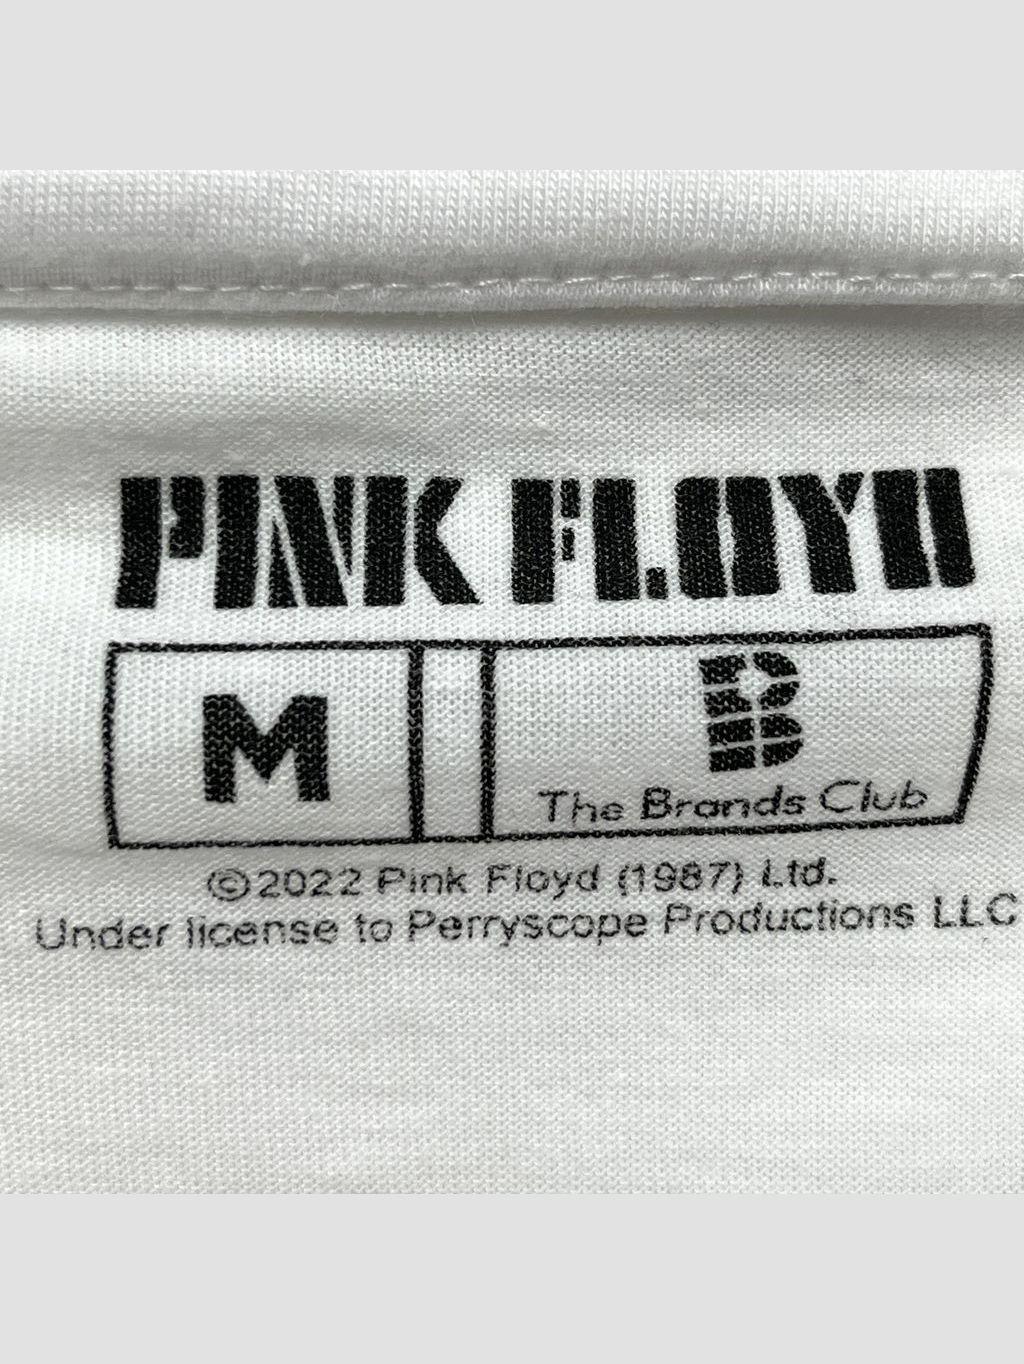 PINK FLOYD
M
B
The Brands Club
©2022 Pink Floyd (1987) Ltd.
Under license to Perryscope Productions LLC